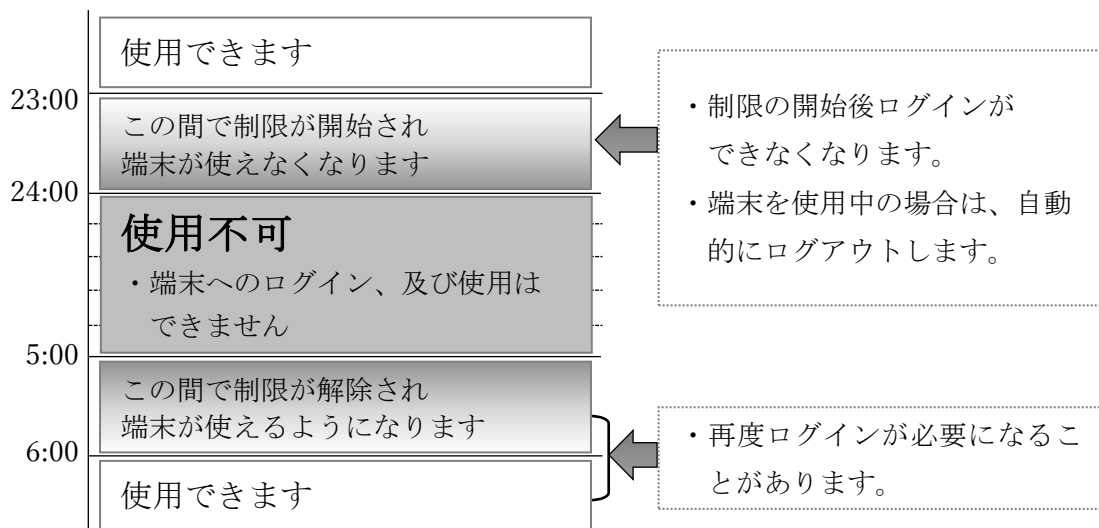 使用できます
23:00
この間で制限が開始され
端末が使えなくなります
・制限の開始後ログインが
できなくなります。
・端末を使用中の場合は、自動
的にログアウトします。
24:00
使用不可
・端末へのログイン、及び使用は
できません
5:00
この間で制限が解除され
端末が使えるようになります
6:00
使用できます
・再度ログインが必要になるこ
とがあります。